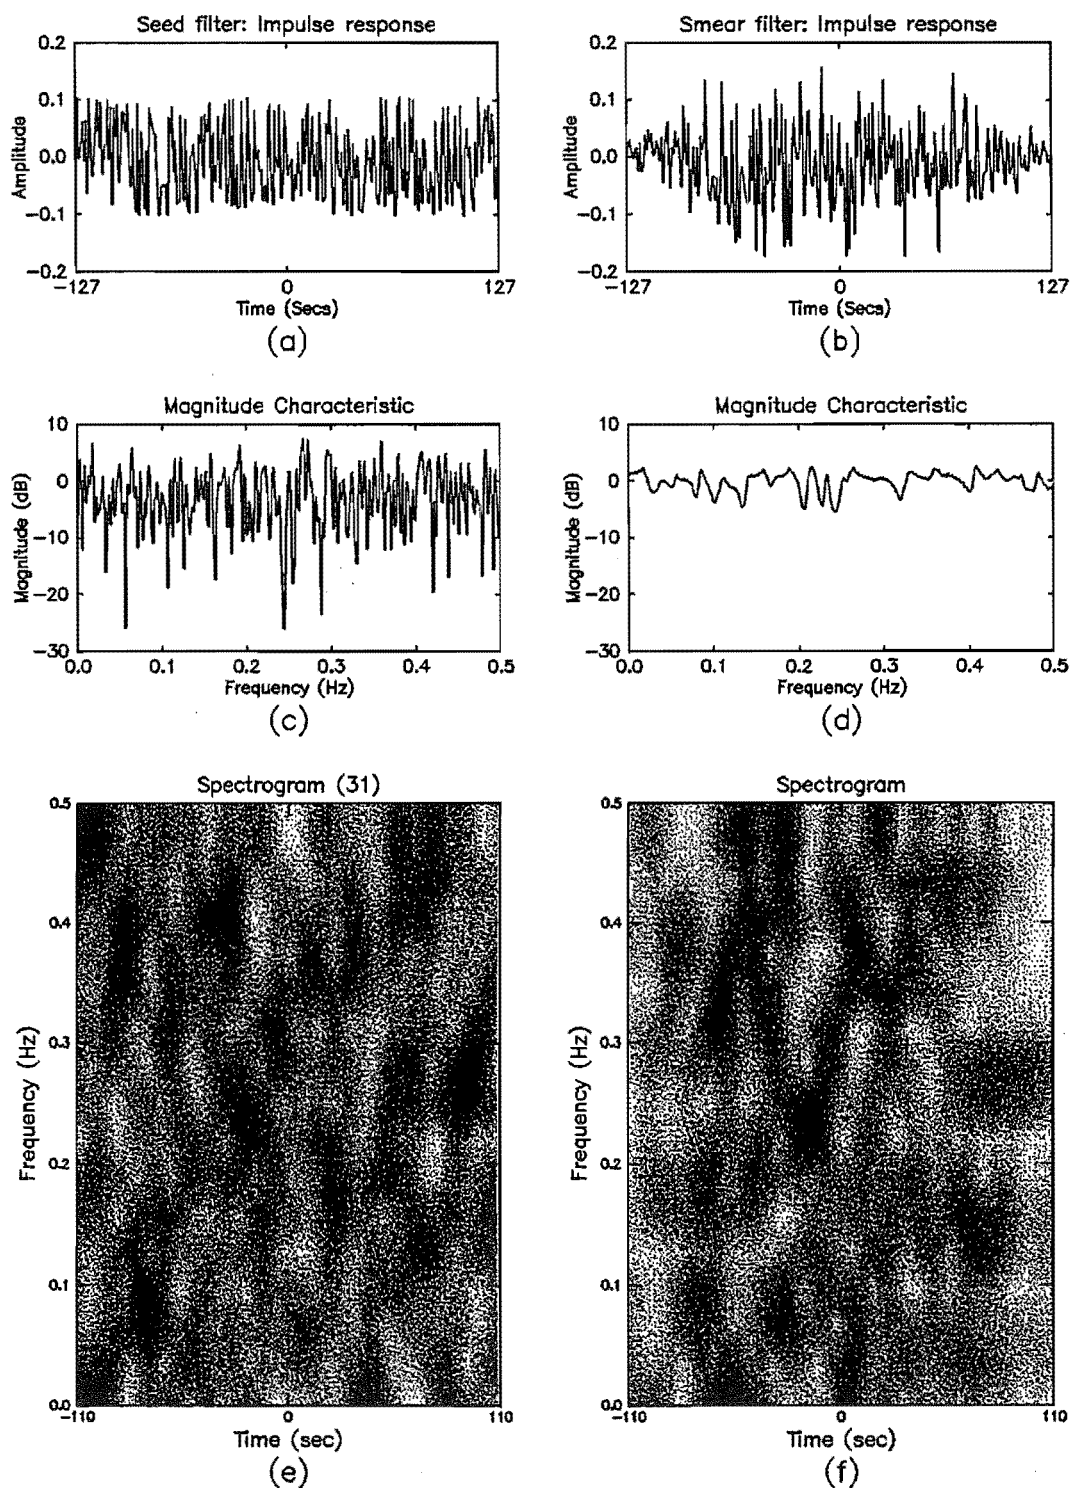 Seed filter: Impulse response
0.2
0.1
0.0
−0.1
−0.2
Amplitude
−127
0
127
Time (Secs)
(a)
Smear filter: Impulse response
0.2
0.1
0.0
−0.1
−0.2
Amplitude
−127
0
127
Time (Secs)
(b)
Magnitude Characteristic
10
0
−10
−20
−30
Magnitude (dB)
0.0
0.1
0.2
0.3
0.4
0.5
Frequency (Hz)
(c)
Magnitude Characteristic
10
0
−10
−20
−30
Magnitude (dB)
0.0
0.1
0.2
0.3
0.4
0.5
Frequency (Hz)
(d)
Spectrogram (31)
0.5
0.4
0.3
0.2
0.1
0.0
Frequency (Hz)
-110
0
110
Time (sec)
(e)
Spectrogram
0.5
0.4
0.3
0.2
0.1
0.0
Frequency (Hz)
-110
0
110
Time (sec)
(f)